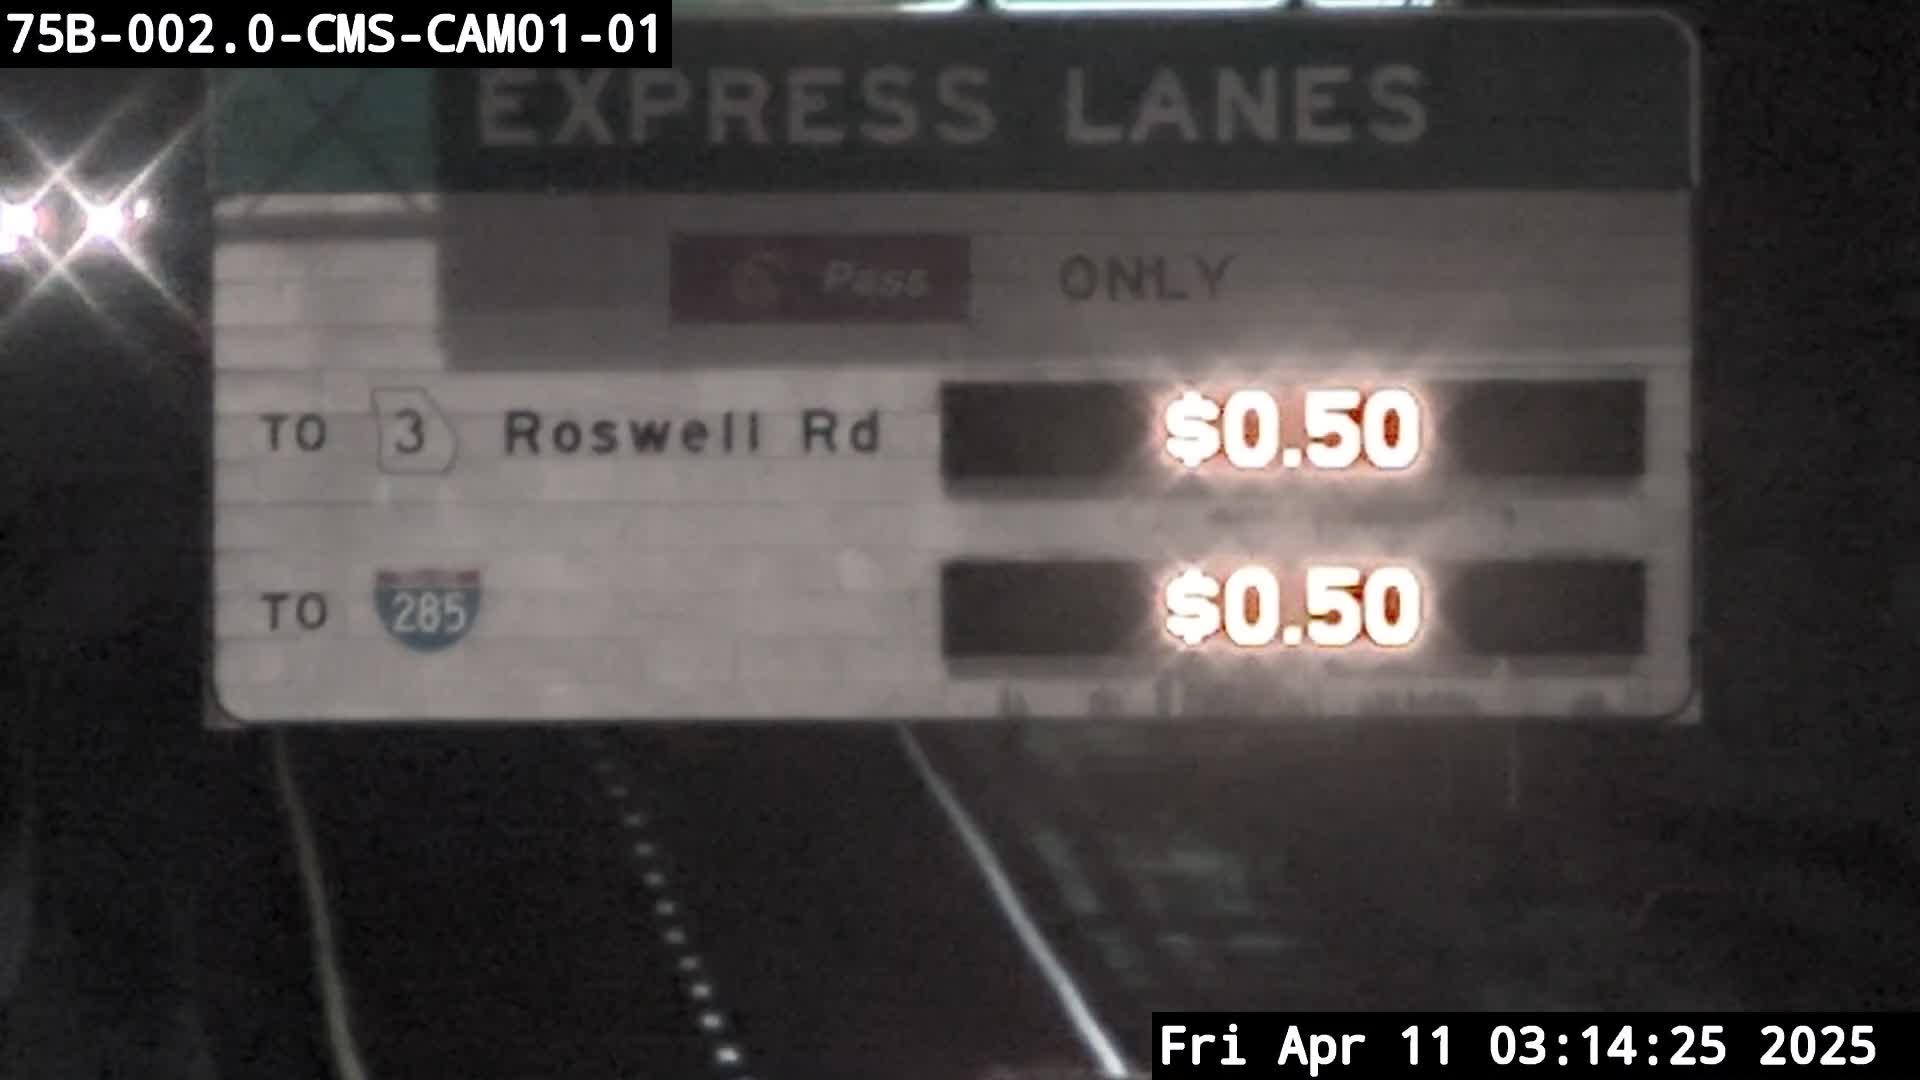 75B-002.0-CMS-CAM01-01
EXPRESS LANES
Pass ONLY
TO 3 Roswell Rd $0.50
TO 285 $0.50
Fri Apr 11 03:14:25 2025